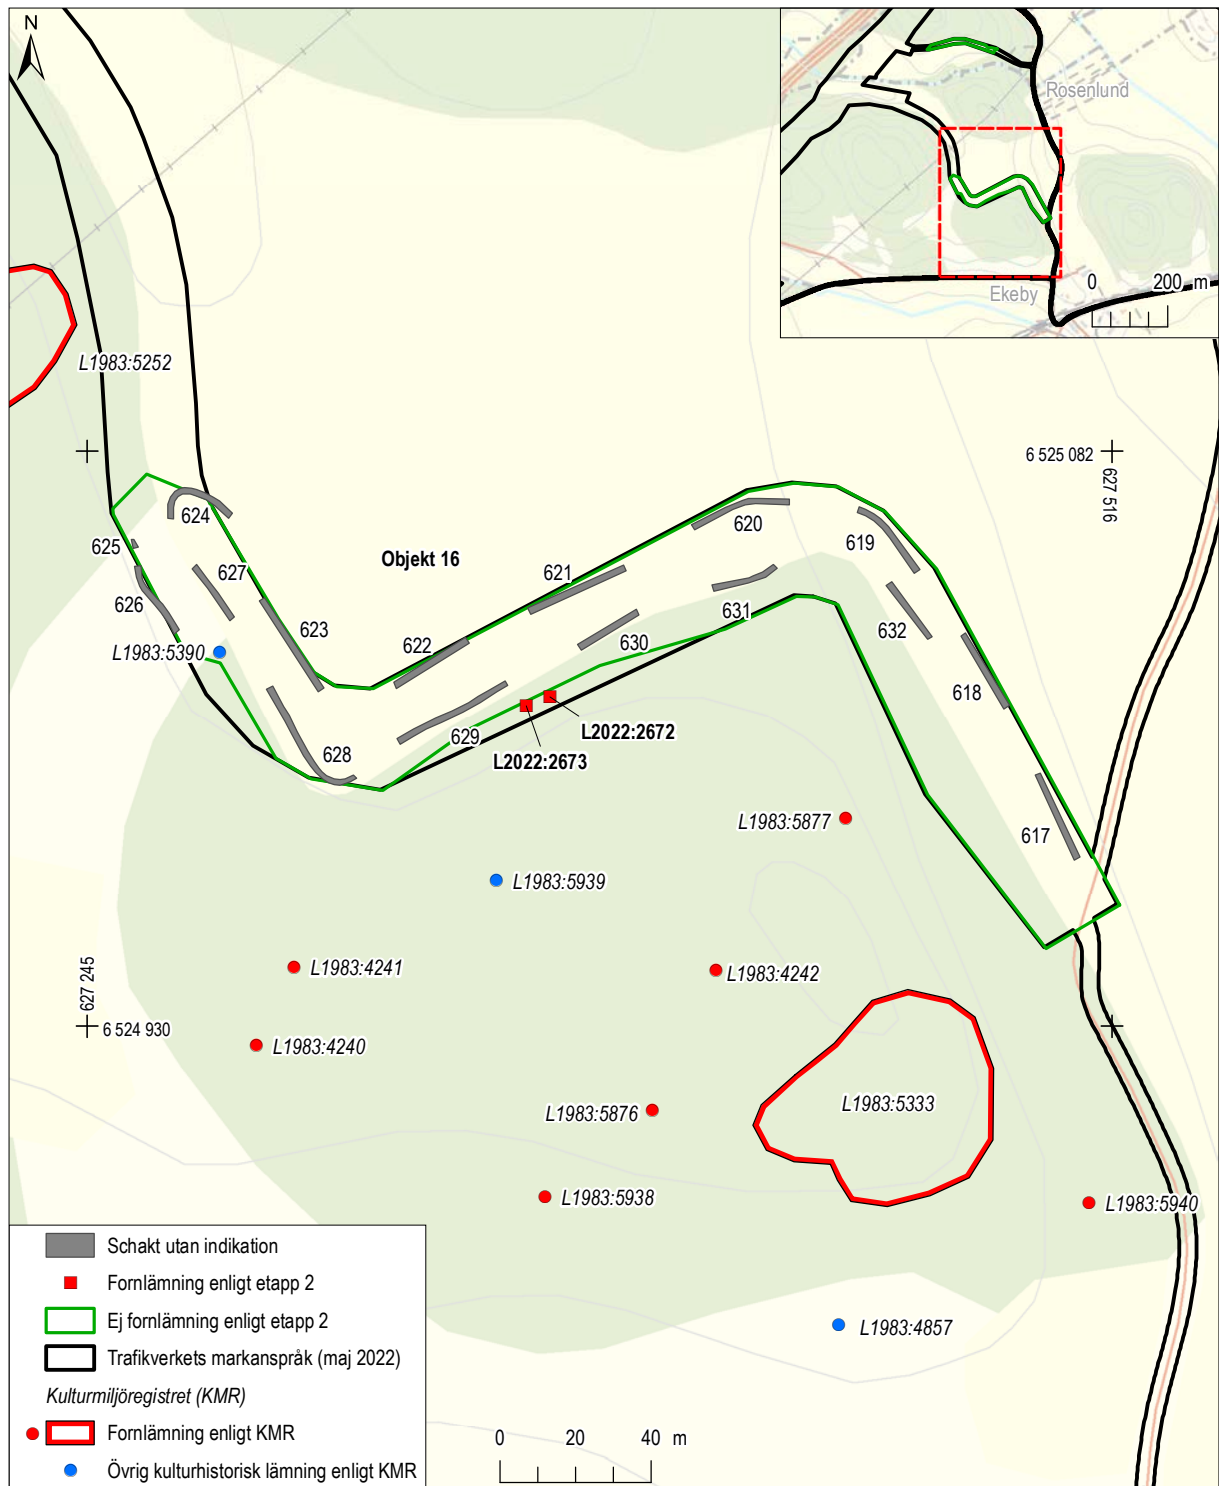 N
Rosenlund
Ekeby
0 200 m
L1983:5252
6 525 082
627 516
624
625
626
627
623
Objekt 16
622
621
620
619
631
630
632
618
617
629
628
L1983:5390
L2022:2672
L2022:2673
L1983:5877
L1983:5939
L1983:4241
L1983:4242
627 245
6 524 930
L1983:4240
L1983:5333
L1983:5876
L1983:5938
L1983:5940
L1983:4857
Schakt utan indikation
Fornlämning enligt etapp 2
Ej fornlämning enligt etapp 2
Trafikverkets markanspråk (maj 2022)
Kulturmiljöregistret (KMR)
Fornlämning enligt KMR
Övrig kulturhistorisk lämning enligt KMR
0 20 40 m